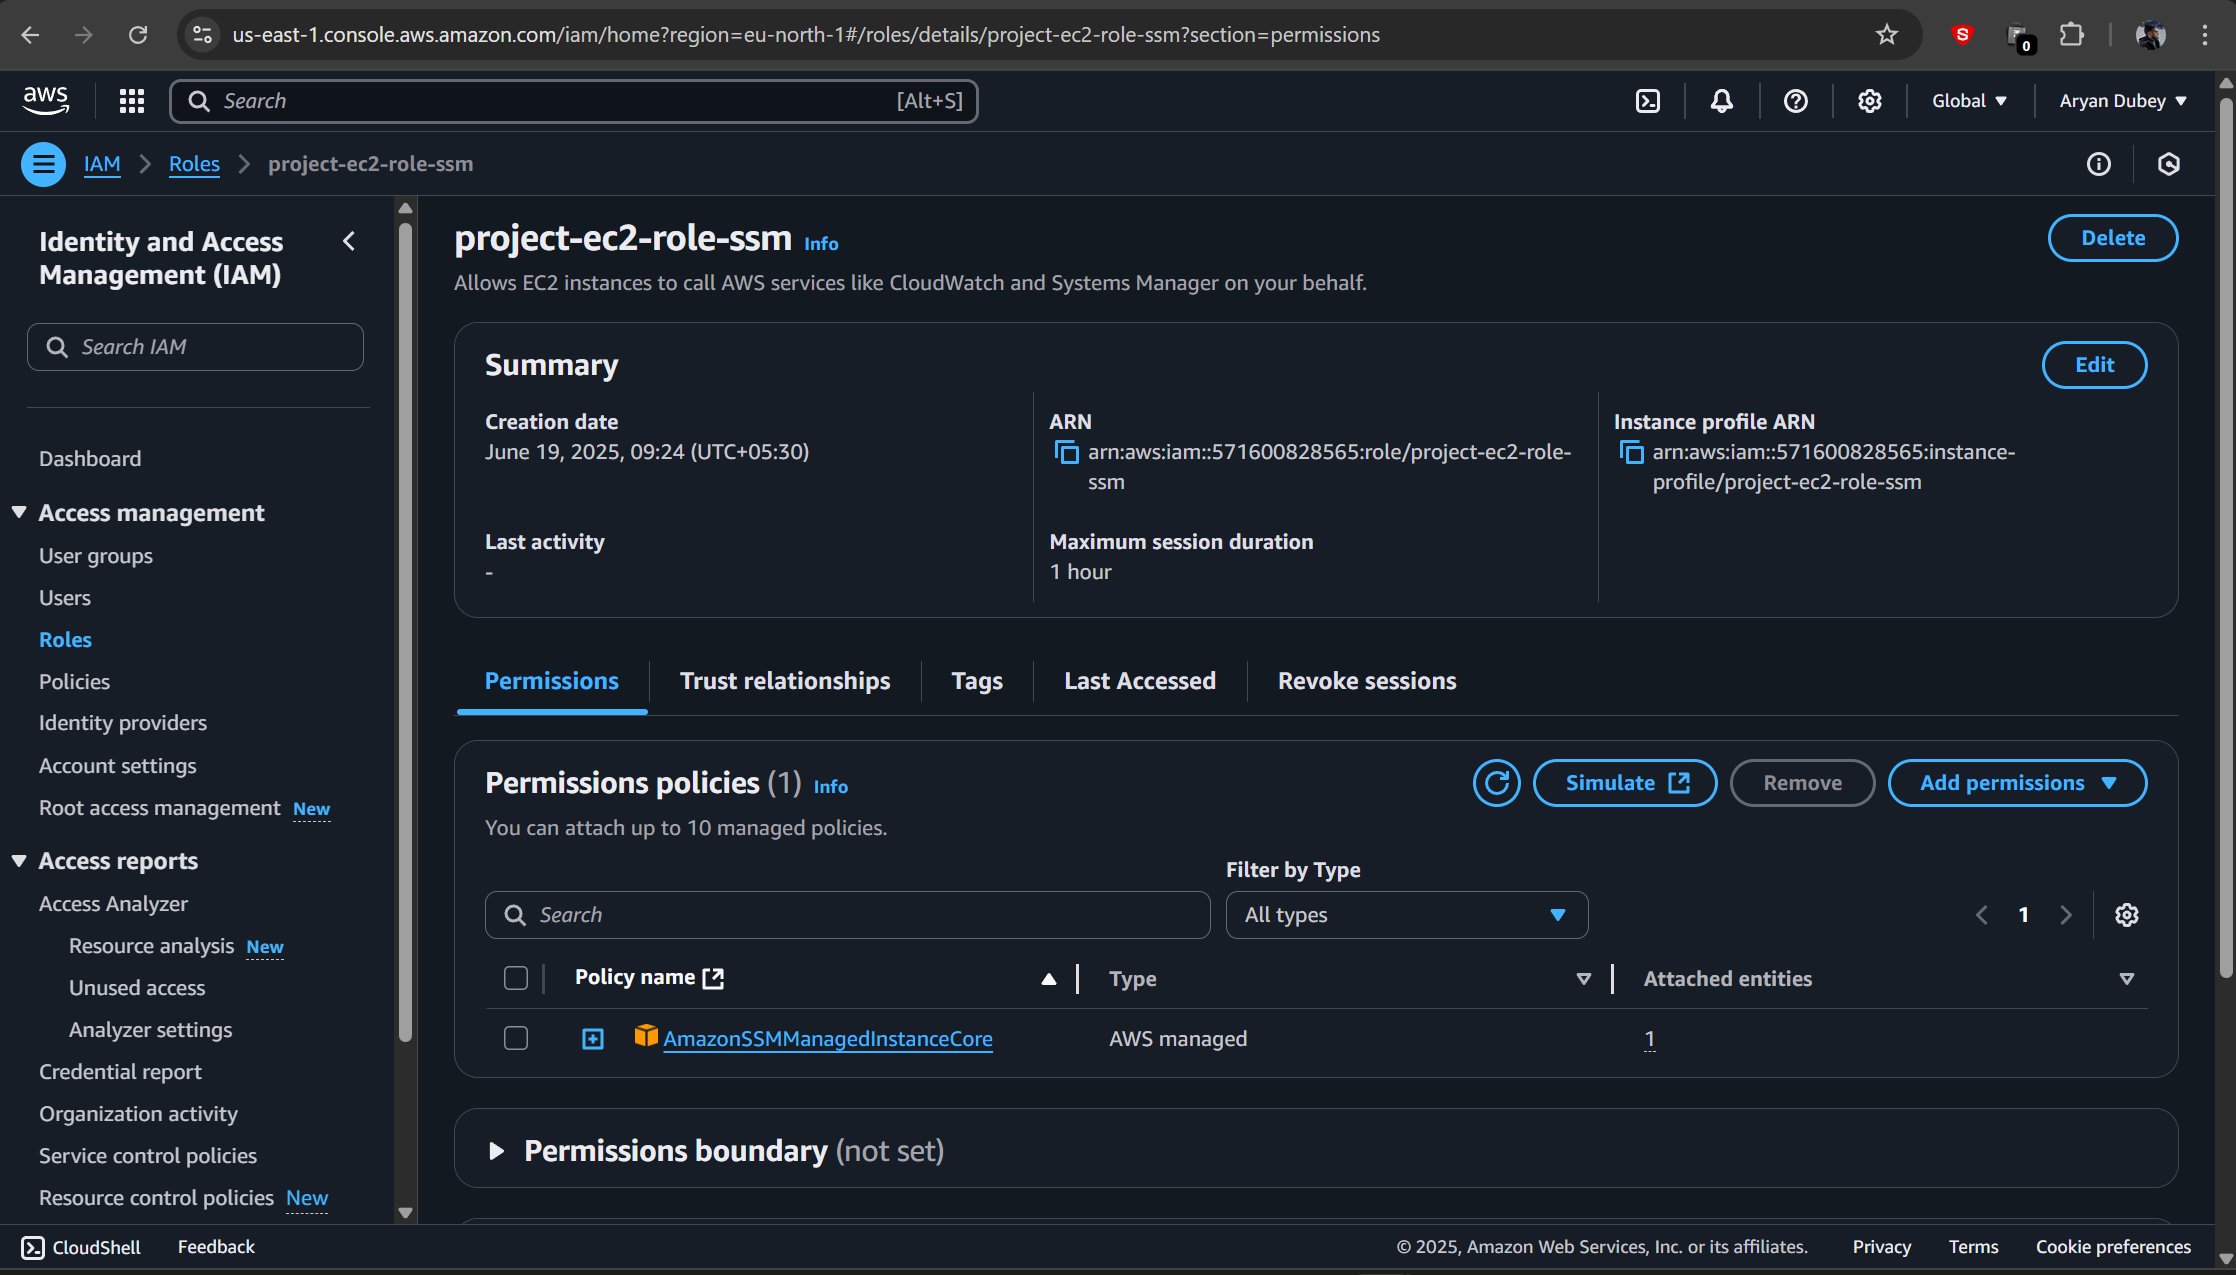 us-east-1.console.aws.amazon.com/iam/home?region=eu-north-1#/roles/details/project-ec2-role-ssm?section=permissions
S
0
aws
Search
[Alt+S]
Global
Aryan Dubey
IAM
Roles
project-ec2-role-ssm
Identity and Access
Management (IAM)
Search IAM
Dashboard
Access management
User groups
Users
Roles
Policies
Identity providers
Account settings
Root access management New
Access reports
Access Analyzer
Resource analysis New
Unused access
Analyzer settings
Credential report
Organization activity
Service control policies
Resource control policies New
project-ec2-role-ssm Info
Delete
Allows EC2 instances to call AWS services like CloudWatch and Systems Manager on your behalf.
Summary
Edit
Creation date
June 19, 2025, 09:24 (UTC+05:30)
ARN
arn:aws:iam::571600828565:role/project-ec2-role-
ssm
Instance profile ARN
arn:aws:iam::571600828565:instance-
profile/project-ec2-role-ssm
Last activity
-
Maximum session duration
1 hour
Permissions
Trust relationships
Tags
Last Accessed
Revoke sessions
Permissions policies (1) Info
Simulate
Remove
Add permissions
You can attach up to 10 managed policies.
Filter by Type
Search
All types
1
Policy name
Type
Attached entities
AmazonSSMManagedInstanceCore
AWS managed
1
Permissions boundary (not set)
CloudShell
Feedback
© 2025, Amazon Web Services, Inc. or its affiliates.
Privacy
Terms
Cookie preferences